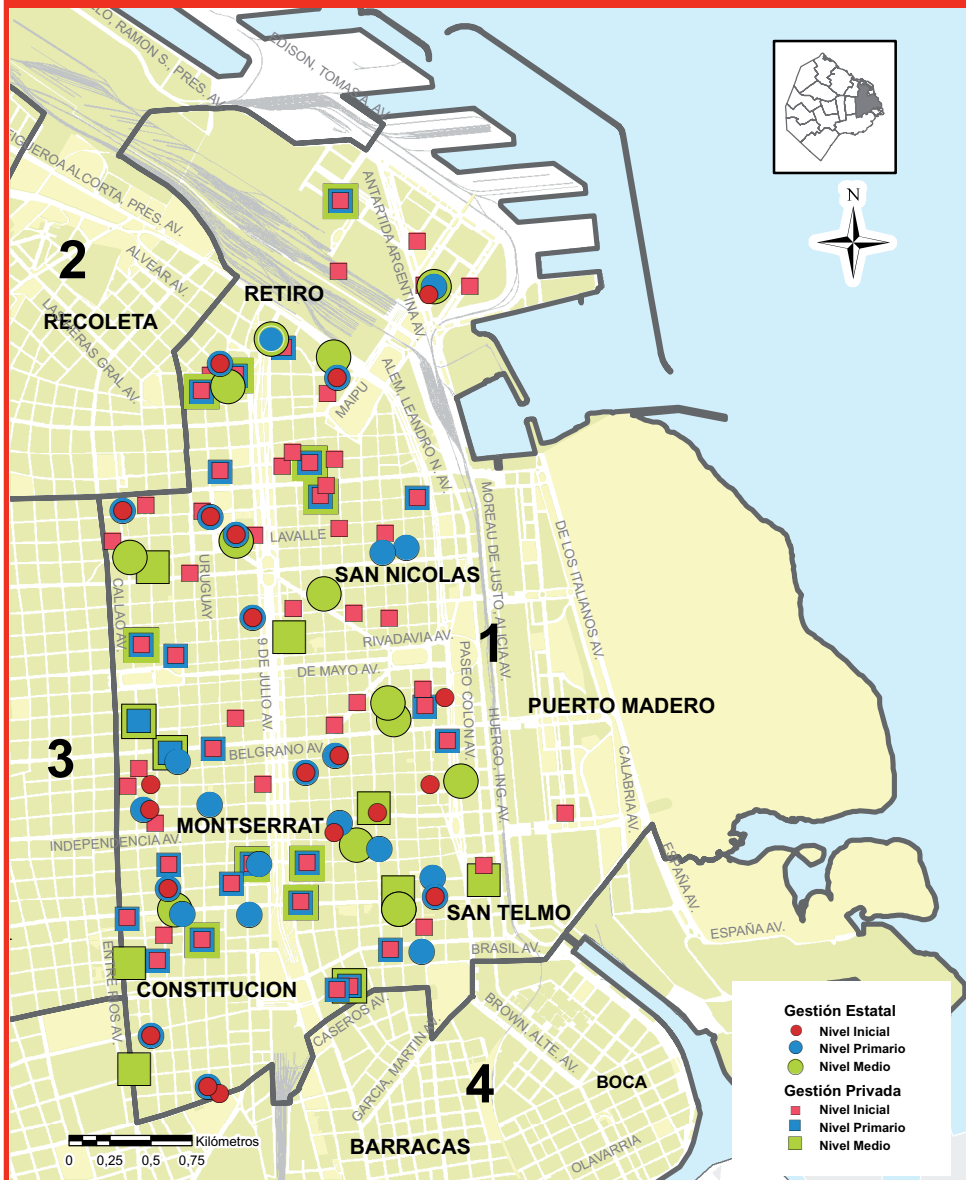 LO, RAMON S., PRES. AV.
EDISON, TOMAS A. AV.
N
FIGUEROA ALCORTA, PRES. AV.
ANTARTIDA ARGENTINA AV.
2
ALVEAR AV.
RETIRO
RECOLETA
LAS HERAS GRAL AV.
MAIPU
ALEM, LEANDRO N. AV.
MOREAU DE JUSTO, ALICIA AV.
DE LOS ITALIANOS AV.
LAVALLE
SAN NICOLAS
URUGUAY
CALLAO AV.
RIVADAVIA AV.
1
9 DE JULIO AV.
DE MAYO AV.
PASEO COLON AV.
PUERTO MADERO
HUERGO, ING. AV.
3
BELGRANO AV
CALABRIA AV.
MONTSERRAT
INDEPENDENCIA AV.
ESPAÑA AV.
SAN TELMO
ESPAÑA AV.
BRASIL AV.
ENTRE RIOS AV.
CONSTITUCION
CASEROS AV.
GARCIA, MARTIN AV.
BROWN, ALTE. AV.
4
BOCA
BARRACAS
OLAVARRIA
Kilómetros
0 0,25 0,5 0,75
Gestión Estatal
Nivel Inicial
Nivel Primario
Nivel Medio
Gestión Privada
Nivel Inicial
Nivel Primario
Nivel Medio